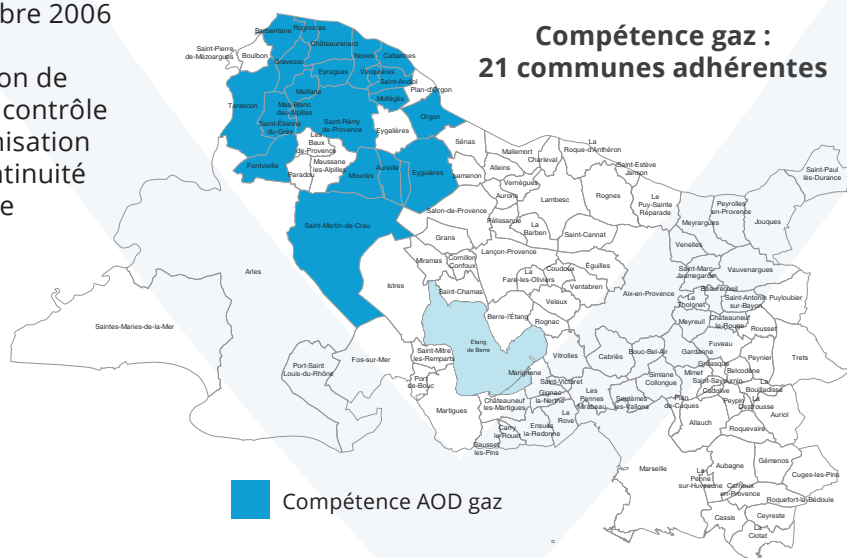 bre 2006
on de
contrôle
nisation
tinuité
e
Compétence gaz :
21 communes adhérentes
Barbentane
Rognonas
Châteaurenard
Saint-Pierre
de-Mézoargues
Boulbon
Graveson
Noves
Cabannes
Eyragues
Verquières
Saint-Andiol
Plan-d'Orgon
Maillane
Mollégès
Tarascon
Mas-Blanc
des-Alpilles
Saint-Rémy
de-Provence
Orgon
Saint-Étienne
du-Grès
Les
Baux
de-Provence
Eygalières
Sénas
Fontvieille
Paradou
Maussane
les-Alpilles
Mouriès
Aureille
Eyguières
Lamanon
Mallemort
Charleval
La
Roque-d'Anthéron
Alleins
Vernègues
Saint-Estève
Janson
Saint-Paul
lès-Durance
Aurons
Lambesc
Rognes
Le
Puy-Sainte
Réparade
Peyrolles
en-Provence
Meyrargues
Jouques
Salon-de-Provence
Pélissanne
La
Barben
Saint-Cannat
Venelles
Saint-Martin-de-Crau
Grans
Lançon-Provence
Miramas
Cornillon
Confoux
La
Fare-les-Oliviers
Coudoux
Éguilles
Saint-Marc
Jaumegarde
Vauvenargues
Arles
Istres
Saint-Chamas
Ventabren
Aix-en-Provence
Beaurecueil
Le
Tholonet
Saint-Antonin
sur-Bayon
Puyloubier
Velaux
Berre-l'Étang
Rognac
Meyreuil
Châteauneuf
le-Rouge
Rousset
Saintes-Maries-de-la-Mer
Etang
de Berre
Fuveau
Port-Saint
Louis-du-Rhône
Fos-sur-Mer
Saint-Mitre
les-Remparts
Vitrolles
Cabriès
Bouc-Bel-Air
Gardanne
Gréasque
Peynier
Trets
Port
de-Bouc
Marignane
Saint-Victoret
Simiane
Collongue
Mimet
Belcodène
Saint-Savournin
La
Bouilladisse
Martigues
Châteauneuf
les-Martigues
Gignac
la-Nerthe
Les
Pennes
Mirabeau
Septèmes
les-Vallons
Plan
de-Cuques
Cadolive
Peypin
La
Destrousse
Auriol
Le
Rove
Carry
le-Rouet
Ensuès
la-Redonne
Sausset
les-Pins
Allauch
Roquevaire
Marseille
La
Penne
sur-Huveaune
Aubagne
Gémenos
Cuges-les-Pins
Carnoux
en-Provence
Roquefort-la-Bédoule
Cassis
Ceyreste
La
Ciotat
Compétence AOD gaz